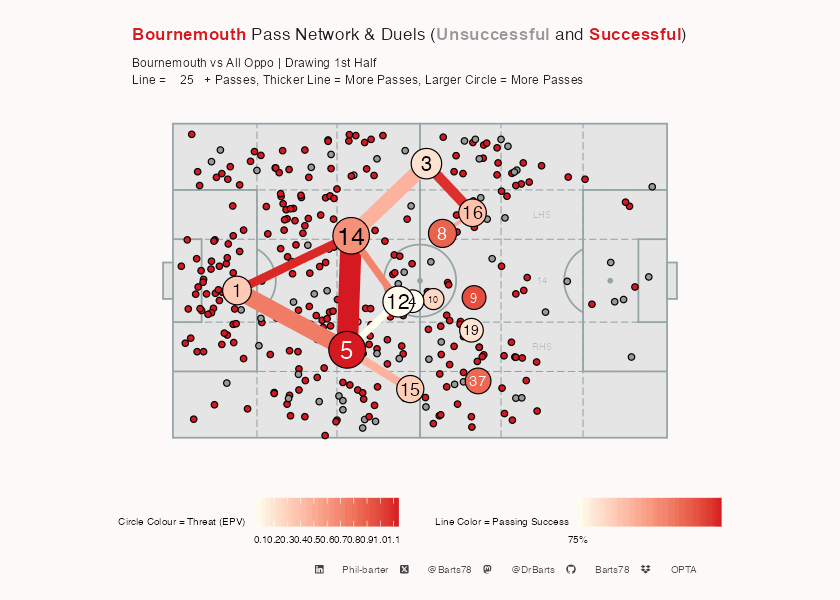 Bournemouth Pass Network & Duels (Unsuccessful and Successful)
Bournemouth vs All Oppo | Drawing 1st Half
Line = 25 + Passes, Thicker Line = More Passes, Larger Circle = More Passes
3
16
LHS
8
14
14
1
12
4
10
9
19
RHS
5
37
15
Circle Colour = Threat (EPV)
0.10.20.30.40.50.60.70.80.91.01.1
Line Color = Passing Success
75%
Phil-barter @Barts78 @DrBarts Barts78 OPTA